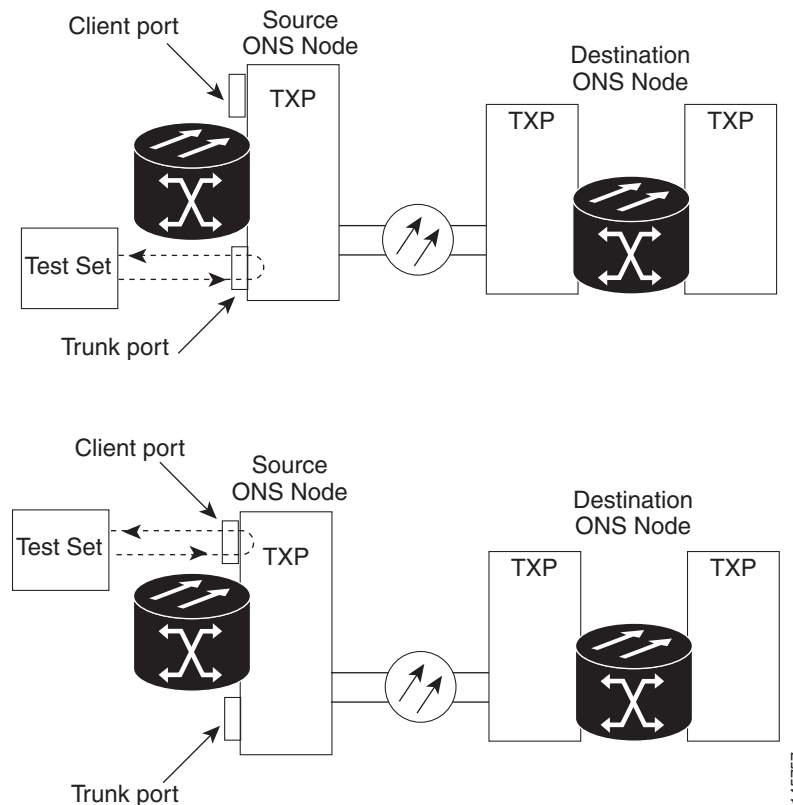 Client port
Source
ONS Node
TXP
Destination
ONS Node
TXP
TXP
Test Set
Trunk port
Client port
Source
ONS Node
TXP
Destination
ONS Node
TXP
TXP
Test Set
Trunk port